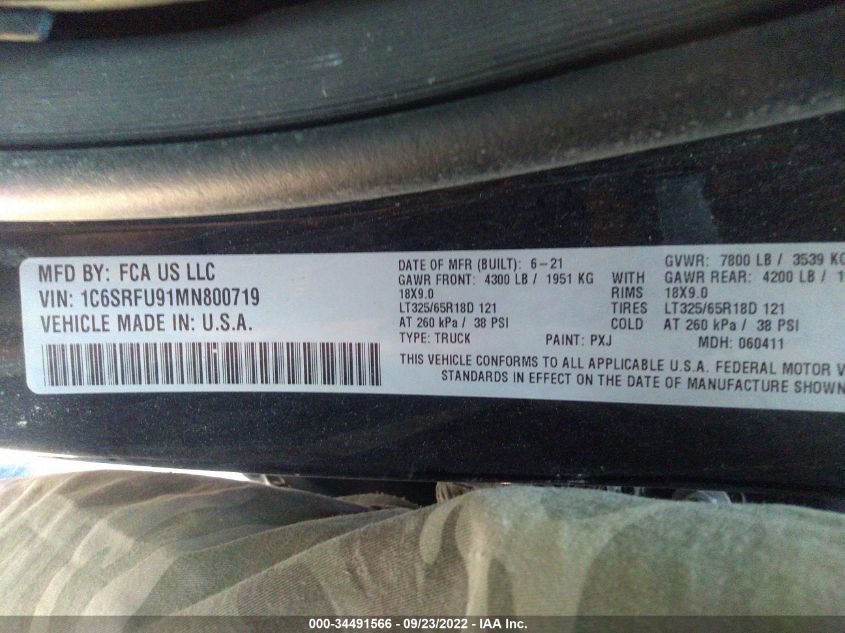 MFD BY: FCA US LLC
VIN: 1C6SRFU91MN800719
VEHICLE MADE IN: U.S.A.
DATE OF MFR (BUILT): 6-21 GVWR: 7800 LB / 3539 KG
GAWR FRONT: 4300 LB / 1951 KG WITH GAWR REAR: 4200 LB /
18X9.0 RIMS 18X9.0
LT325/65R18D 121 TIRES LT325/65R18D 121
AT 260 kPa / 38 PSI COLD AT 260 kPa / 38 PSI
TYPE: TRUCK PAINT: PXJ MDH: 060411
THIS VEHICLE CONFORMS TO ALL APPLICABLE U.S.A. FEDERAL MOTOR
STANDARDS IN EFFECT ON THE DATE OF MANUFACTURE SHOWN
000-34491566 - 09/23/2022 - IAA Inc.